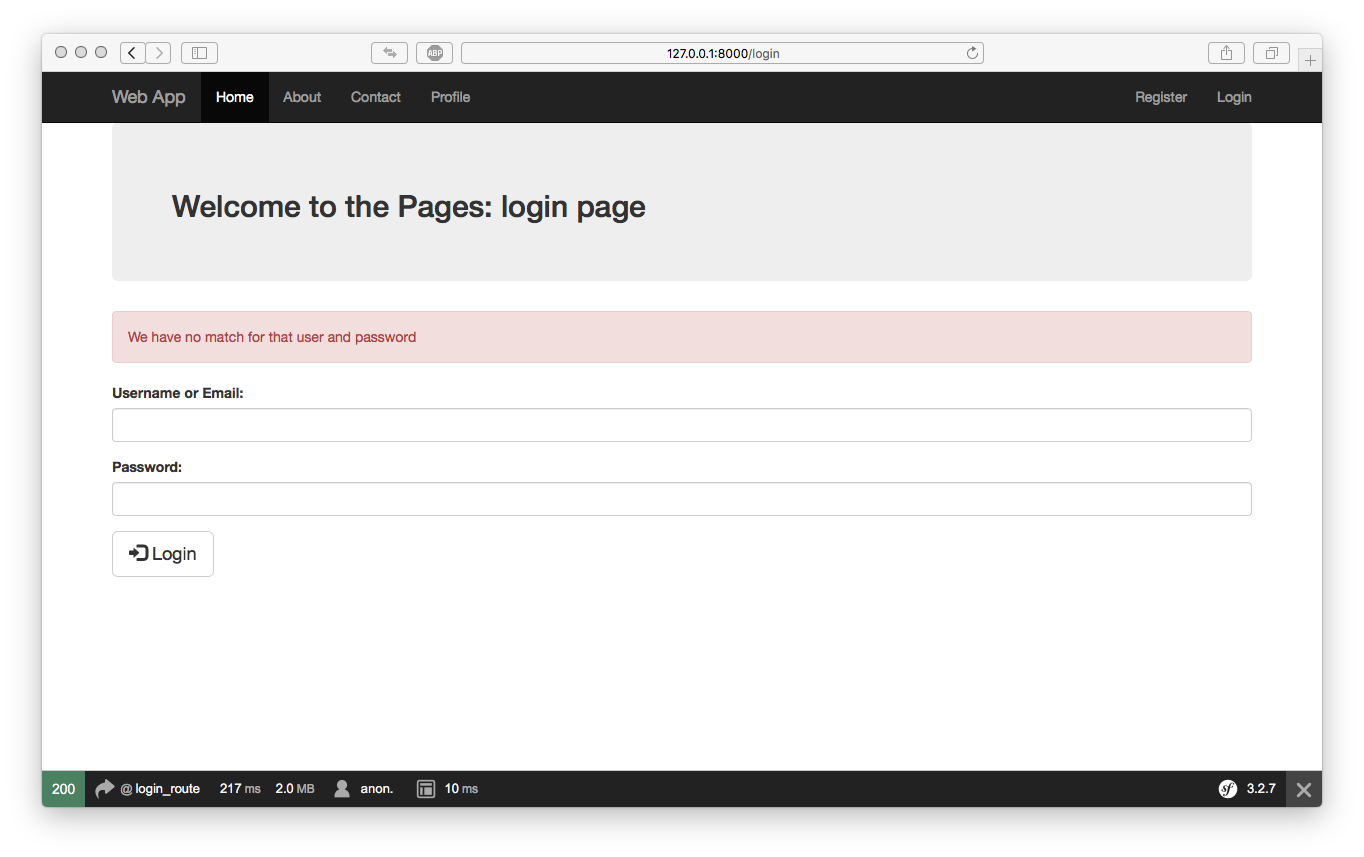 ABP
127.0.0.1:8000/login
Web App Home About Contact Profile Register Login
Welcome to the Pages: login page
We have no match for that user and password
Username or Email:
Password:
Login
200 @ login_route 217 ms 2.0 MB anon. 10 ms sf 3.2.7